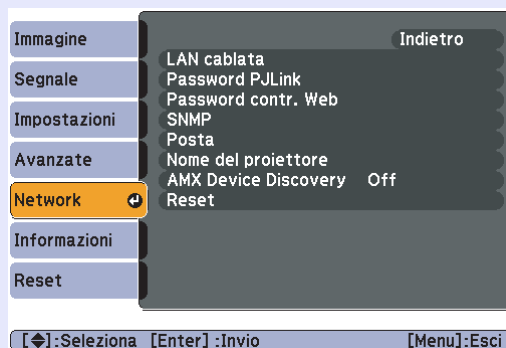 Immagine
Segnale
Impostazioni
Avanzate
Network
Informazioni
Reset
Indietro
LAN cablata
Password PJLink
Password contr. Web
SNMP
Posta
Nome del proiettore
AMX Device Discovery Off
Reset
[◆]:Seleziona [Enter] :Invio [Menu]:Esci